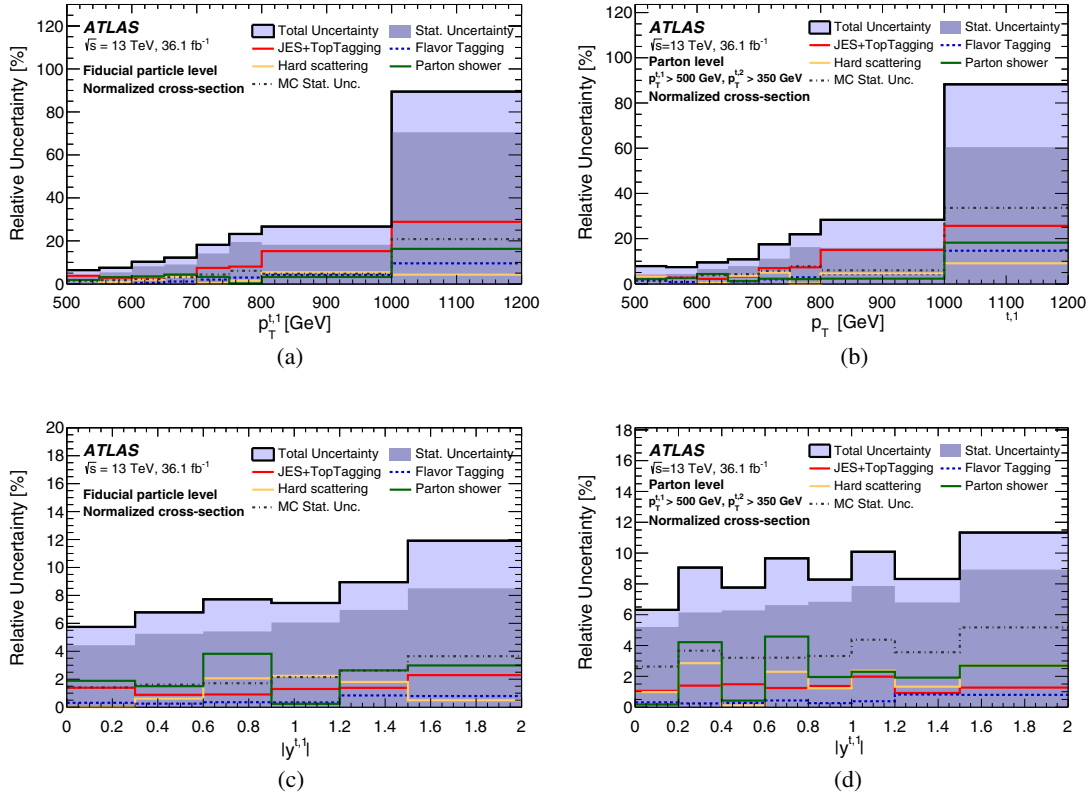 ATLAS
√s = 13 TeV, 36.1 fb⁻¹
Fiducial particle level
Normalized cross-section
Total Uncertainty
Stat. Uncertainty
JES+TopTagging
Flavor Tagging
Hard scattering
Parton shower
MC Stat. Unc.
Relative Uncertainty [%]
0 20 40 60 80 100 120
500 600 700 800 900 1000 1100 1200
p_T^{t,1} [GeV]
(a)
ATLAS
√s=13 TeV, 36.1 fb⁻¹
Parton level
p_T^{t,1} > 500 GeV, p_T^{t,2} > 350 GeV
Normalized cross-section
Total Uncertainty
Stat. Uncertainty
JES+TopTagging
Flavor Tagging
Hard scattering
Parton shower
MC Stat. Unc.
Relative Uncertainty [%]
0 20 40 60 80 100 120
500 600 700 800 900 1000 1100 1200
p_T GeV] t,1
(b)
ATLAS
√s = 13 TeV, 36.1 fb⁻¹
Fiducial particle level
Normalized cross-section
Total Uncertainty
Stat. Uncertainty
JES+TopTagging
Flavor Tagging
Hard scattering
Parton shower
MC Stat. Unc.
Relative Uncertainty [%]
0 2 4 6 8 10 12 14 16 18 20
0 0.2 0.4 0.6 0.8 1 1.2 1.4 1.6 1.8 2
|y^{t,1}|
(c)
ATLAS
√s=13 TeV, 36.1 fb⁻¹
Parton level
p_T^{t,1} > 500 GeV, p_T^{t,2} > 350 GeV
Normalized cross-section
Total Uncertainty
Stat. Uncertainty
JES+TopTagging
Flavor Tagging
Hard scattering
Parton shower
MC Stat. Unc.
Relative Uncertainty [%]
0 2 4 6 8 10 12 14 16 18
0 0.2 0.4 0.6 0.8 1 1.2 1.4 1.6 1.8 2
|y^{t,1}|
(d)